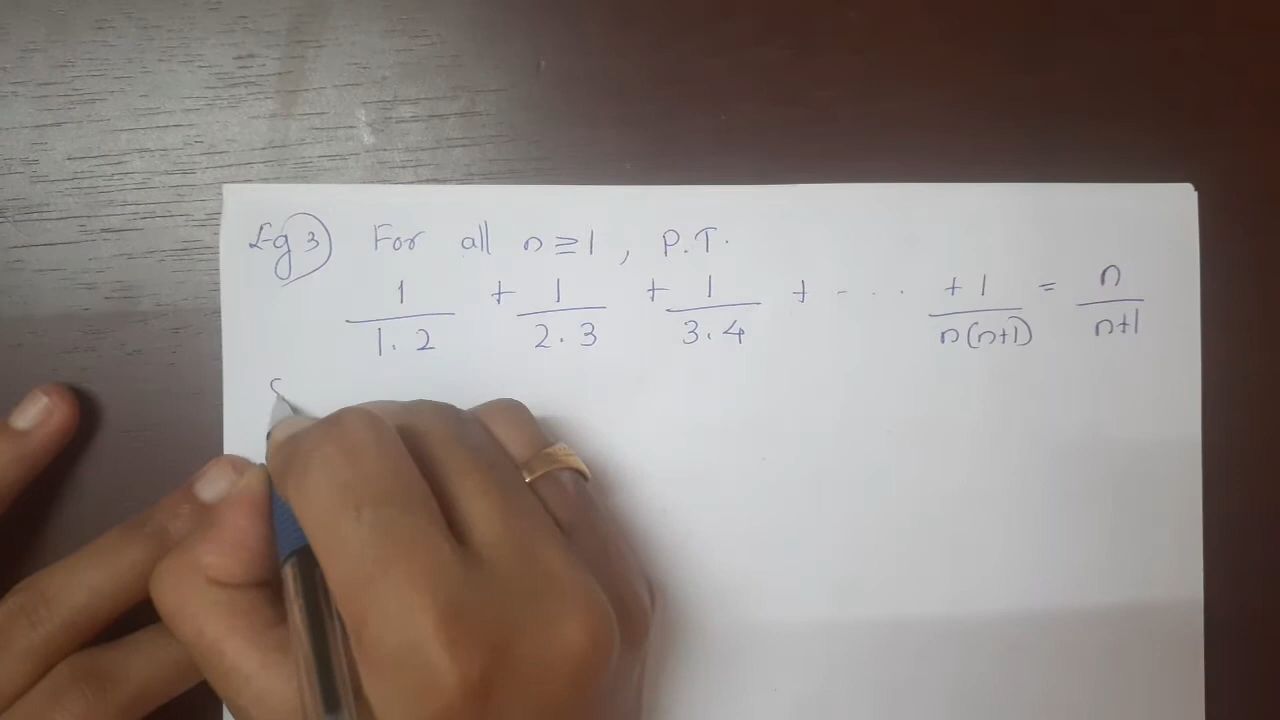 Eg 3) For all n ≥ 1, P.T.
1/1.2 + 1/2.3 + 1/3.4 + - . . . + 1/n(n+1) = n/n+1